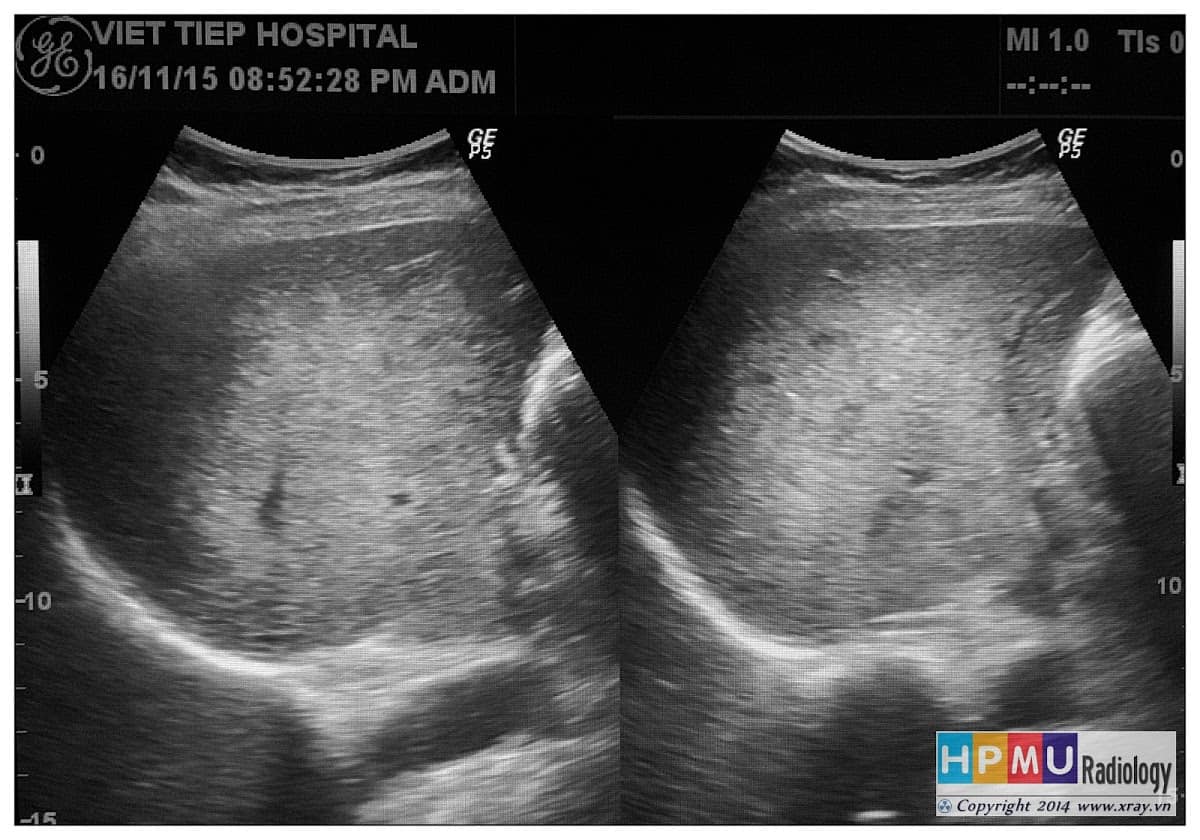 GE
VIET TIEP HOSPITAL
16/11/15 08:52:28 PM ADM
MI 1.0 TIs 0
--:--:--
GE
P5
GE
P5
0
5
-10
-15
0
5
10
HPMU Radiology
Copyright 2014 www.xray.vn